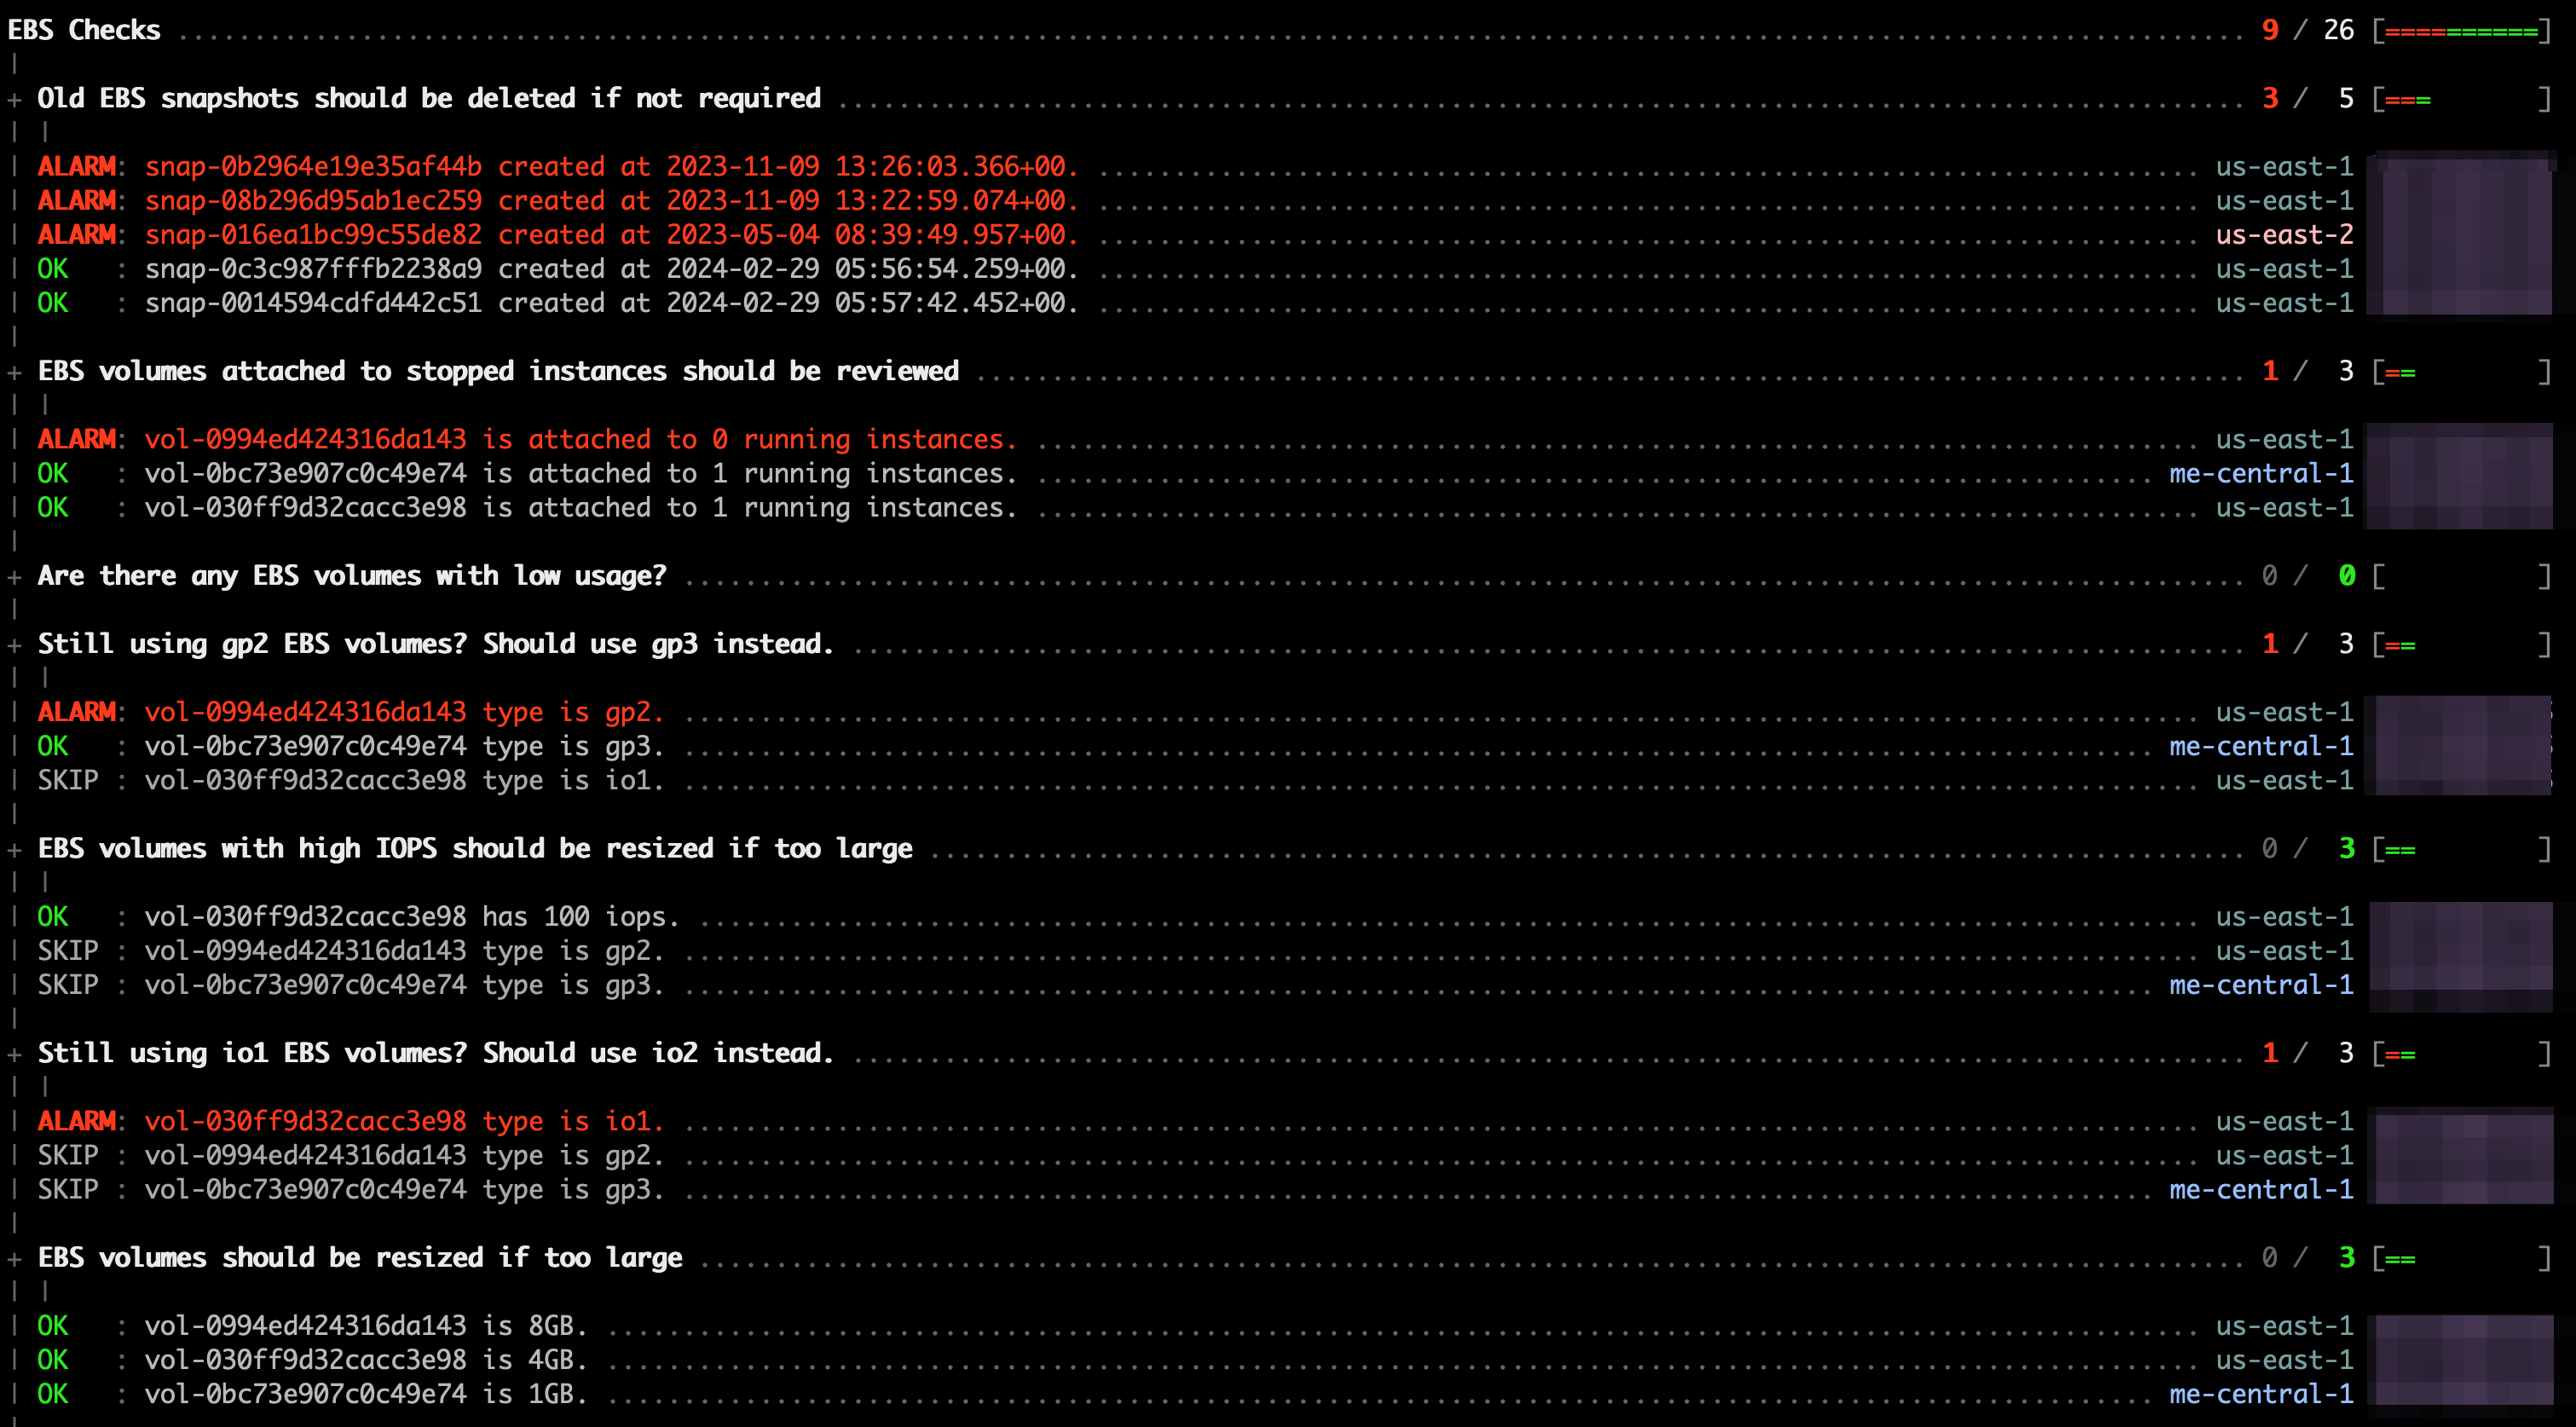 EBS Checks ........ 9 / 26 [==========]
|
+ Old EBS snapshots should be deleted if not required ........ 3 / 5 [=== ]
| |
| ALARM: snap-0b2964e19e35af44b created at 2023-11-09 13:26:03.366+00. ........ us-east-1
| ALARM: snap-08b296d95ab1ec259 created at 2023-11-09 13:22:59.074+00. ........ us-east-1
| ALARM: snap-016ea1bc99c55de82 created at 2023-05-04 08:39:49.957+00. ........ us-east-2
| OK : snap-0c3c987fffb2238a9 created at 2024-02-29 05:56:54.259+00. ........ us-east-1
| OK : snap-0014594cdfd442c51 created at 2024-02-29 05:57:42.452+00. ........ us-east-1
|
+ EBS volumes attached to stopped instances should be reviewed ........ 1 / 3 [== ]
| |
| ALARM: vol-0994ed424316da143 is attached to 0 running instances. ........ us-east-1
| OK : vol-0bc73e907c0c49e74 is attached to 1 running instances. ........ me-central-1
| OK : vol-030ff9d32cacc3e98 is attached to 1 running instances. ........ us-east-1
|
+ Are there any EBS volumes with low usage? ........ 0 / 0 [ ]
|
+ Still using gp2 EBS volumes? Should use gp3 instead. ........ 1 / 3 [== ]
| |
| ALARM: vol-0994ed424316da143 type is gp2. ........ us-east-1
| OK : vol-0bc73e907c0c49e74 type is gp3. ........ me-central-1
| SKIP : vol-030ff9d32cacc3e98 type is io1. ........ us-east-1
|
+ EBS volumes with high IOPS should be resized if too large ........ 0 / 3 [== ]
| |
| OK : vol-030ff9d32cacc3e98 has 100 iops. ........ us-east-1
| SKIP : vol-0994ed424316da143 type is gp2. ........ us-east-1
| SKIP : vol-0bc73e907c0c49e74 type is gp3. ........ me-central-1
|
+ Still using io1 EBS volumes? Should use io2 instead. ........ 1 / 3 [== ]
| |
| ALARM: vol-030ff9d32cacc3e98 type is io1. ........ us-east-1
| SKIP : vol-0994ed424316da143 type is gp2. ........ us-east-1
| SKIP : vol-0bc73e907c0c49e74 type is gp3. ........ me-central-1
|
+ EBS volumes should be resized if too large ........ 0 / 3 [== ]
| |
| OK : vol-0994ed424316da143 is 8GB. ........ us-east-1
| OK : vol-030ff9d32cacc3e98 is 4GB. ........ us-east-1
| OK : vol-0bc73e907c0c49e74 is 1GB. ........ me-central-1